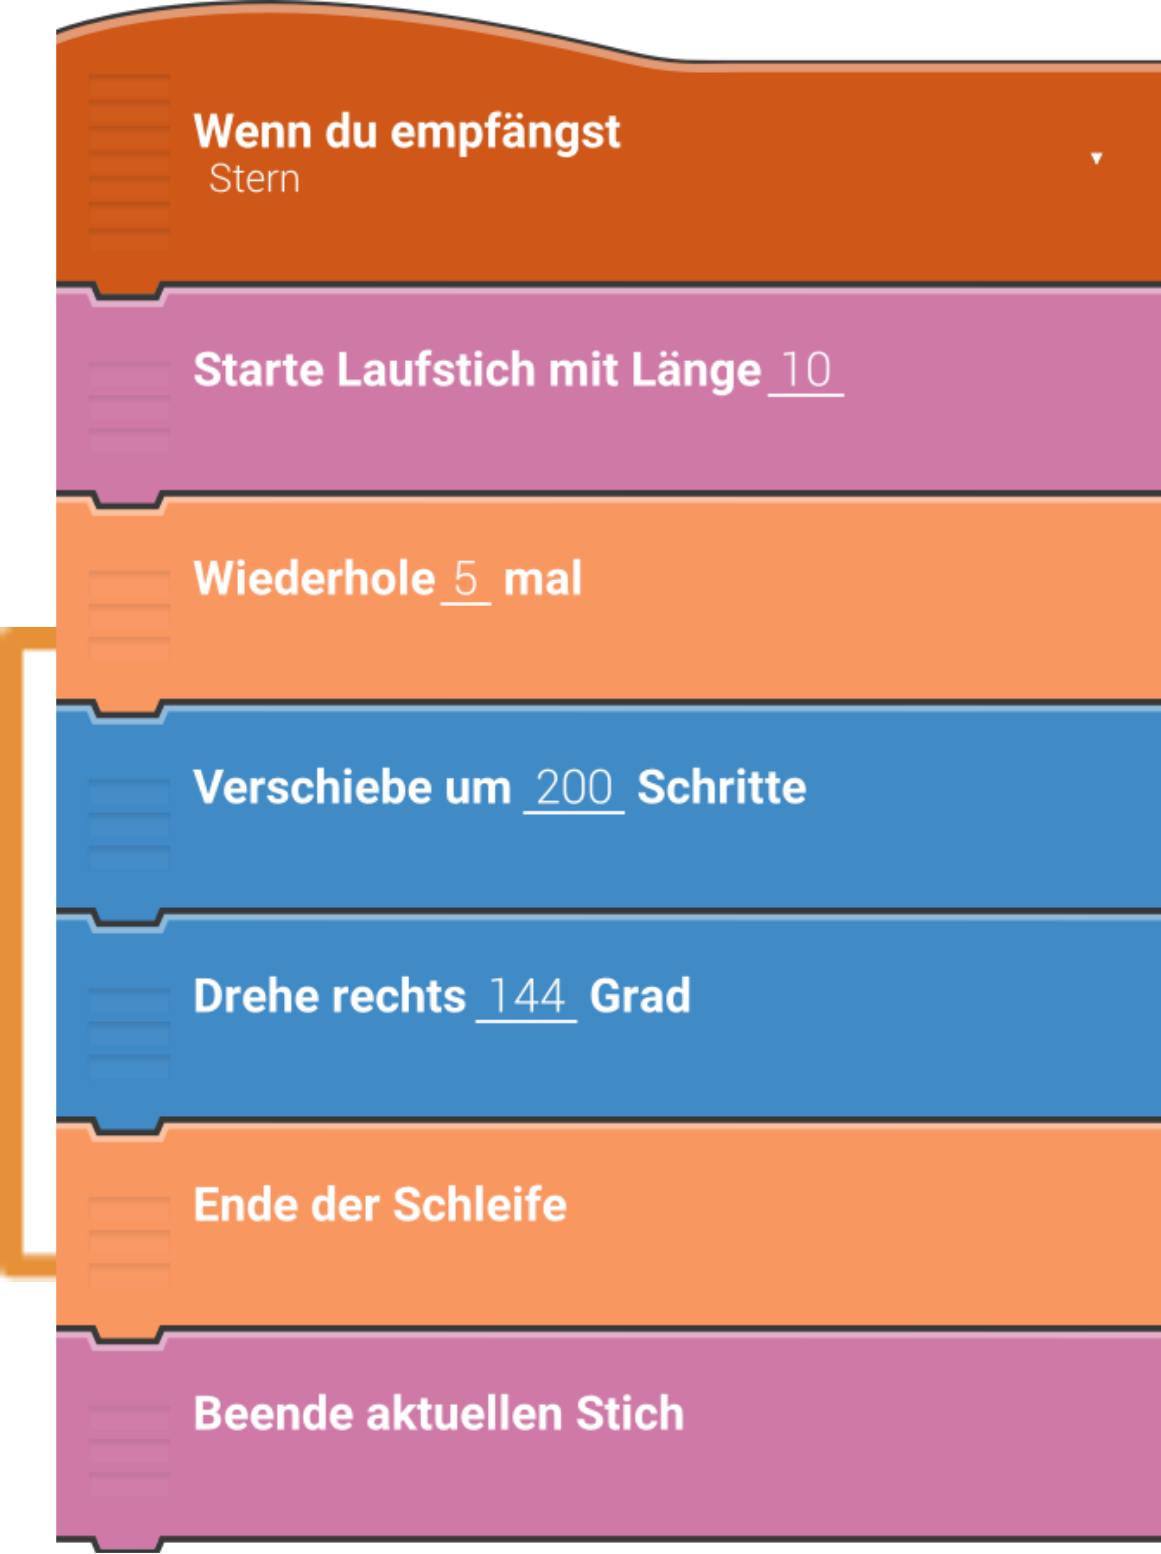 Wenn du empfängst
Stern
Starte Laufstich mit Länge 10
Wiederhole 5 mal
Verschiebe um 200 Schritte
Drehe rechts 144 Grad
Ende der Schleife
Beende aktuellen Stich